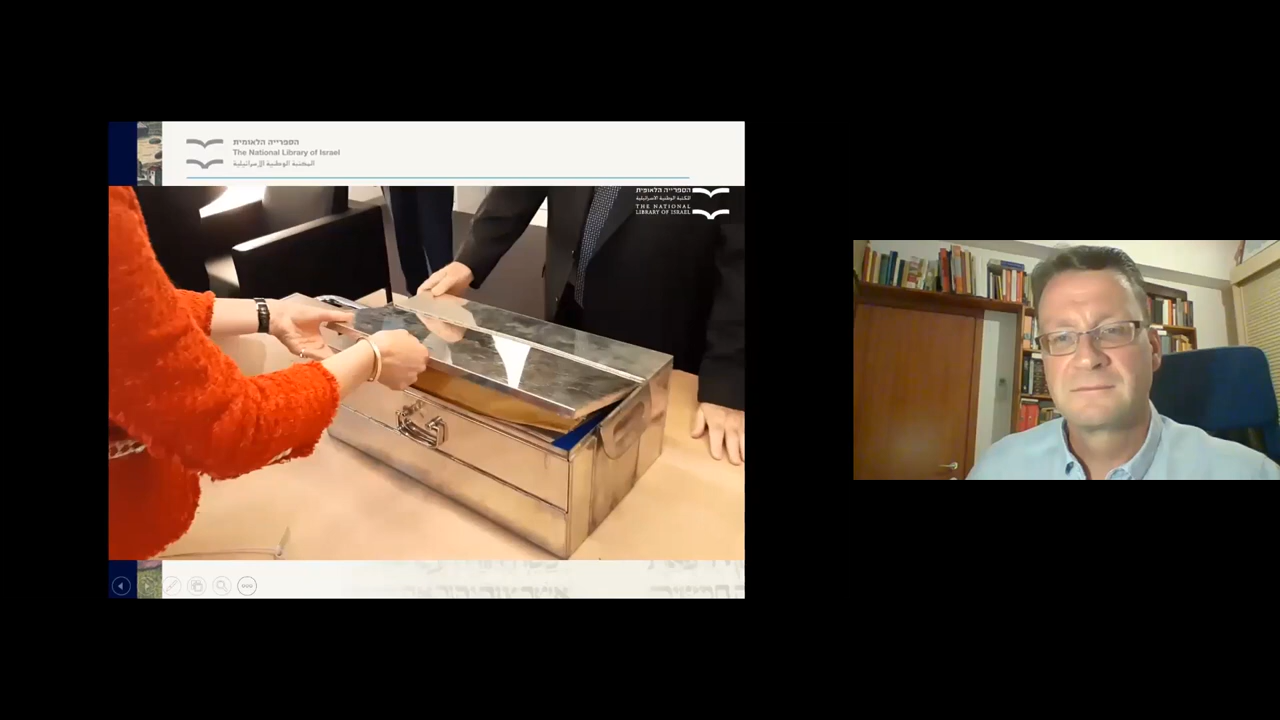 הספרייה הלאומית
The National Library of Israel
المكتبة الوطنية الإسرائيلية
הספרייה הלאומית
المكتبة الوطنية الاسرائيلية
THE NATIONAL
LIBRARY OF ISRAEL